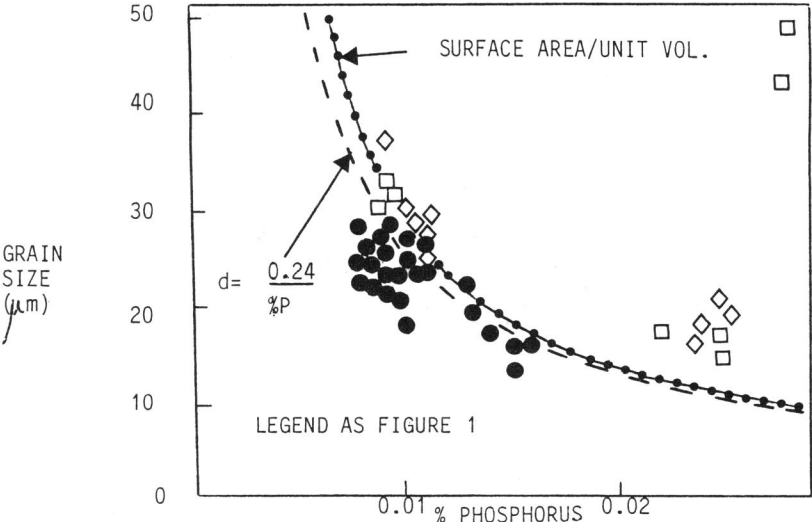 50
SURFACE AREA/UNIT VOL.
40
30
GRAIN
SIZE
(μm)
d= 0.24
%P
20
10
LEGEND AS FIGURE 1
0
0.01
0.02
% PHOSPHORUS